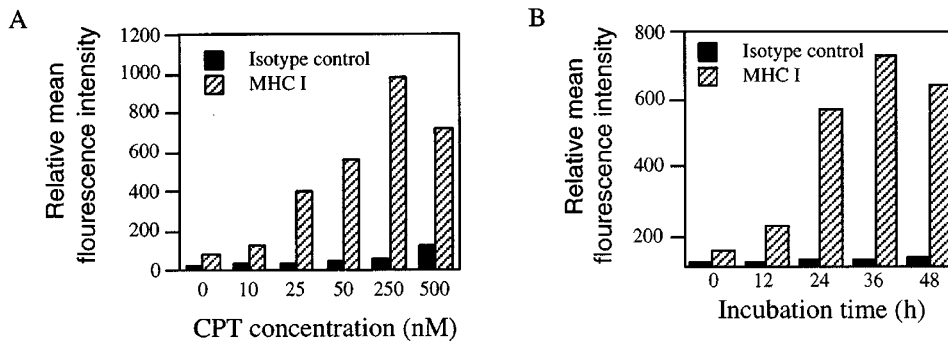 A
Relative mean
flourescence intensity
1200
1000
800
600
400
200
0
Isotype control
MHC I
0 10 25 50 250 500
CPT concentration (nM)
B
Relative mean
flourescence intensity
800
600
400
200
Isotype control
MHC I
0 12 24 36 48
Incubation time (h)